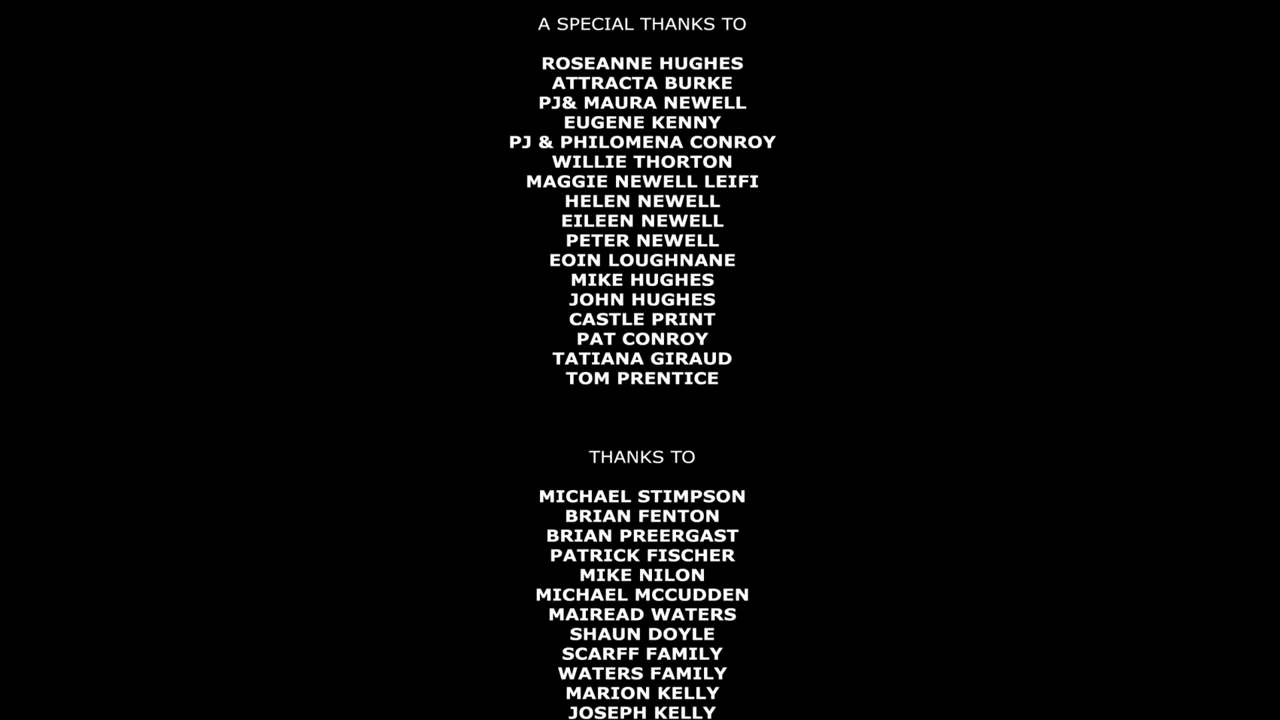 A SPECIAL THANKS TO
ROSEANNE HUGHES
ATTRACTA BURKE
PJ& MAURA NEWELL
EUGENE KENNY
PJ & PHILOMENA CONROY
WILLIE THORTON
MAGGIE NEWELL LEIFI
HELEN NEWELL
EILEEN NEWELL
PETER NEWELL
EOIN LOUGHNANE
MIKE HUGHES
JOHN HUGHES
CASTLE PRINT
PAT CONROY
TATIANA GIRAUD
TOM PRENTICE
THANKS TO
MICHAEL STIMPSON
BRIAN FENTON
BRIAN PREERGAST
PATRICK FISCHER
MIKE NILON
MICHAEL MCCUDDEN
MAIREAD WATERS
SHAUN DOYLE
SCARFF FAMILY
WATERS FAMILY
MARION KELLY
JOSEPH KELLY